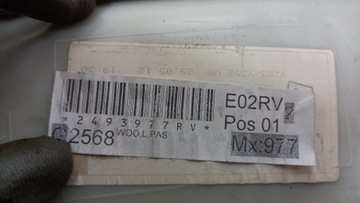 *2493977RV*
2568 WOO,L,PAS
E02RV
Pos 01
Mx:977